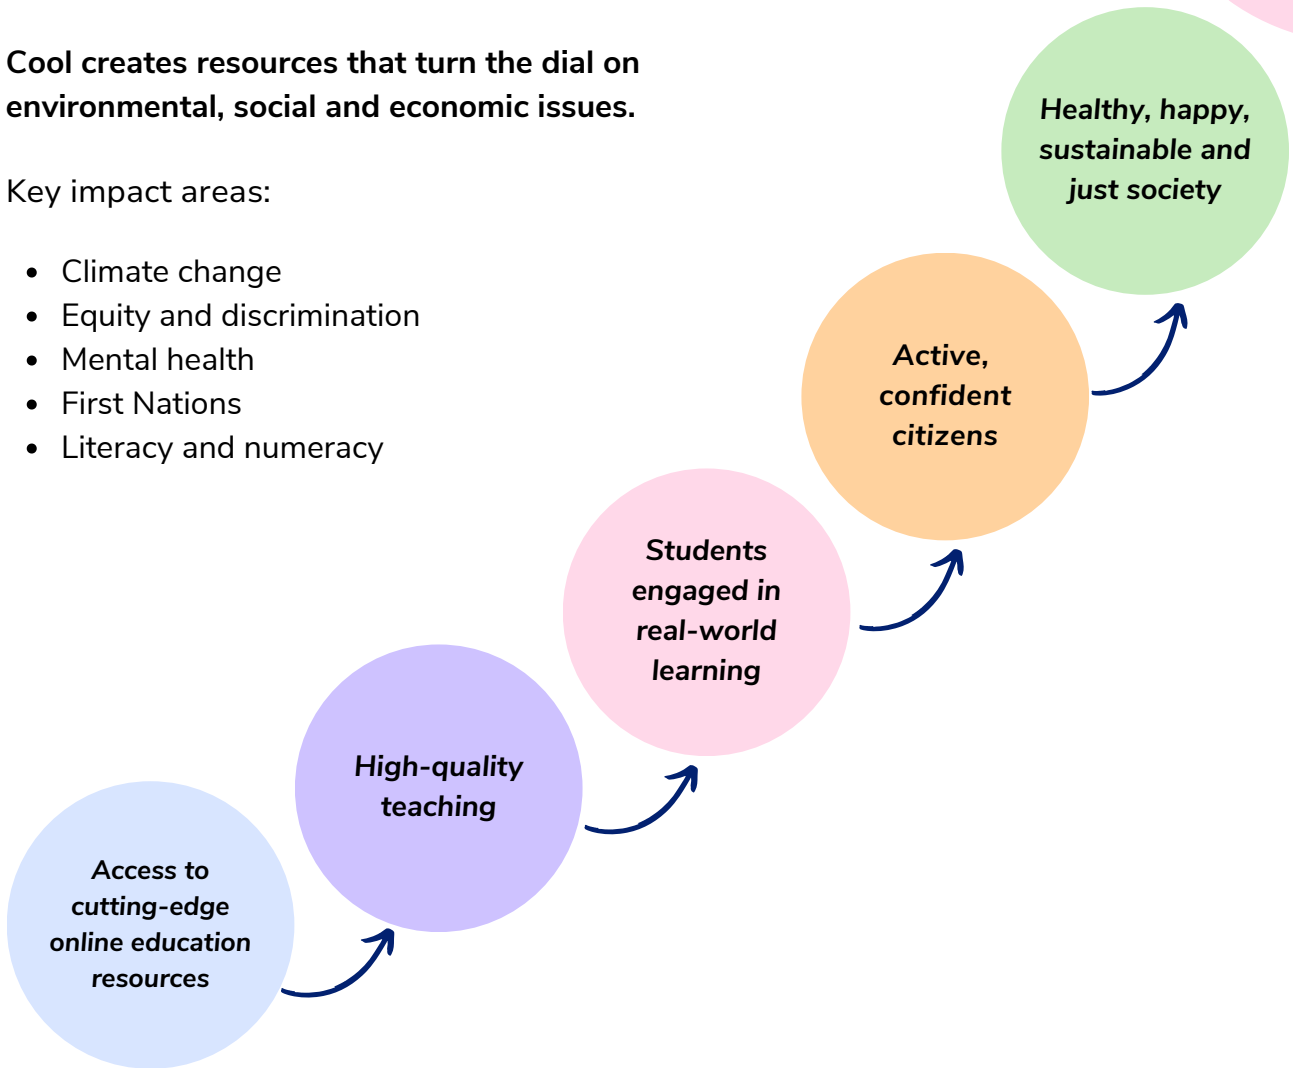 Cool creates resources that turn the dial on
environmental, social and economic issues.
Key impact areas:
• Climate change
• Equity and discrimination
• Mental health
• First Nations
• Literacy and numeracy
Healthy, happy,
sustainable and
just society
Active,
confident
citizens
Students
engaged in
real-world
learning
High-quality
teaching
Access to
cutting-edge
online education
resources